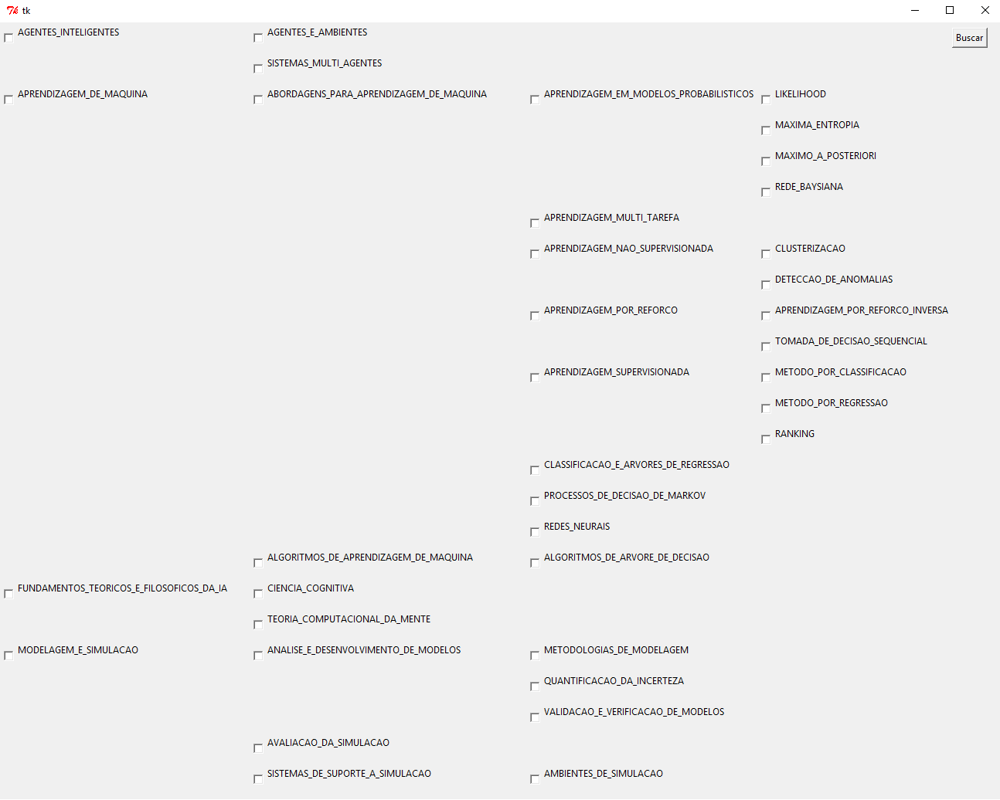 tk
AGENTES_INTELIGENTES AGENTES_E_AMBIENTES Buscar
SISTEMAS_MULTI_AGENTES
APRENDIZAGEM_DE_MAQUINA ABORDAGENS_PARA_APRENDIZAGEM_DE_MAQUINA APRENDIZAGEM_EM_MODELOS_PROBABILISTICOS LIKELIHOOD
MAXIMA_ENTROPIA
MAXIMO_A_POSTERIORI
REDE_BAYSIANA
APRENDIZAGEM_MULTI_TAREFA
APRENDIZAGEM_NAO_SUPERVISIONADA CLUSTERIZACAO
DETECCAO_DE_ANOMALIAS
APRENDIZAGEM_POR_REFORCO APRENDIZAGEM_POR_REFORCO_INVERSA
TOMADA_DE_DECISAO_SEQUENCIAL
APRENDIZAGEM_SUPERVISIONADA METODO_POR_CLASSIFICACAO
METODO_POR_REGRESSAO
RANKING
CLASSIFICACAO_E_ARVORES_DE_REGRESSAO
PROCESSOS_DE_DECISAO_DE_MARKOV
REDES_NEURAIS
ALGORITMOS_DE_APRENDIZAGEM_DE_MAQUINA ALGORITMOS_DE_ARVORE_DE_DECISAO
FUNDAMENTOS_TEORICOS_E_FILOSOFICOS_DA_IA CIENCIA_COGNITIVA
TEORIA_COMPUTACIONAL_DA_MENTE
MODELAGEM_E_SIMULACAO ANALISE_E_DESENVOLVIMENTO_DE_MODELOS METODOLOGIAS_DE_MODELAGEM
QUANTIFICACAO_DA_INCERTEZA
VALIDACAO_E_VERIFICACAO_DE_MODELOS
AVALIACAO_DA_SIMULACAO
SISTEMAS_DE_SUPORTE_A_SIMULACAO AMBIENTES_DE_SIMULACAO